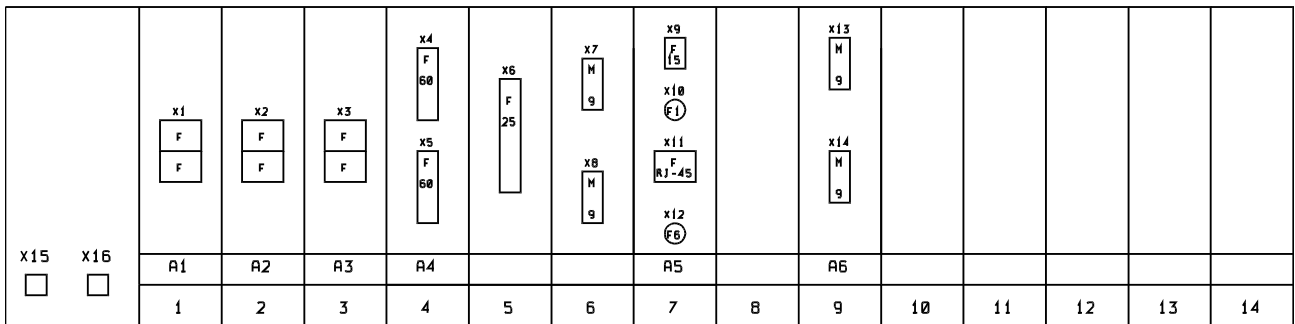 X15 X16
X1
F
F
X2
F
F
X3
F
F
X4
F
60
X5
F
60
X6
F
25
X7
M
9
X8
M
9
X9
F
15
X10
F1
X11
F
RJ-45
X12
F6
X13
M
9
X14
M
9
A1 A2 A3 A4 A5 A6
1 2 3 4 5 6 7 8 9 10 11 12 13 14